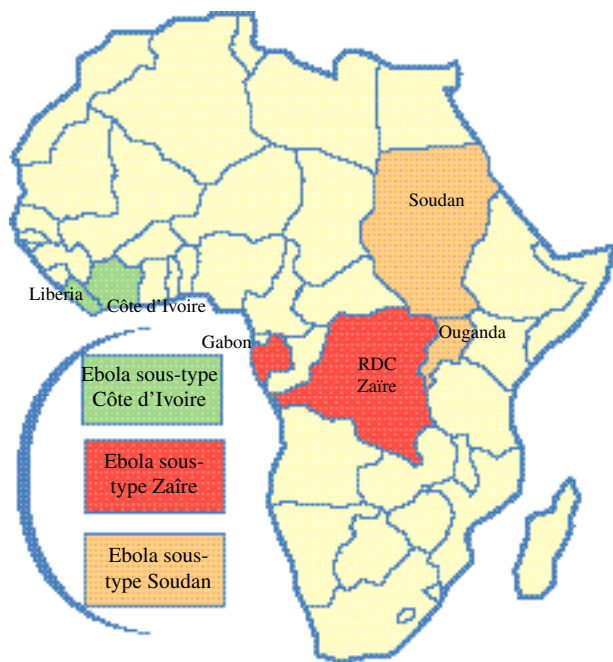 Soudan
Liberia
Côte d'Ivoire
Ouganda
Gabon
RDC
Zaïre
Ebola sous-type
Côte d'Ivoire
Ebola sous-
type Zaîre
Ebola sous-
type Soudan